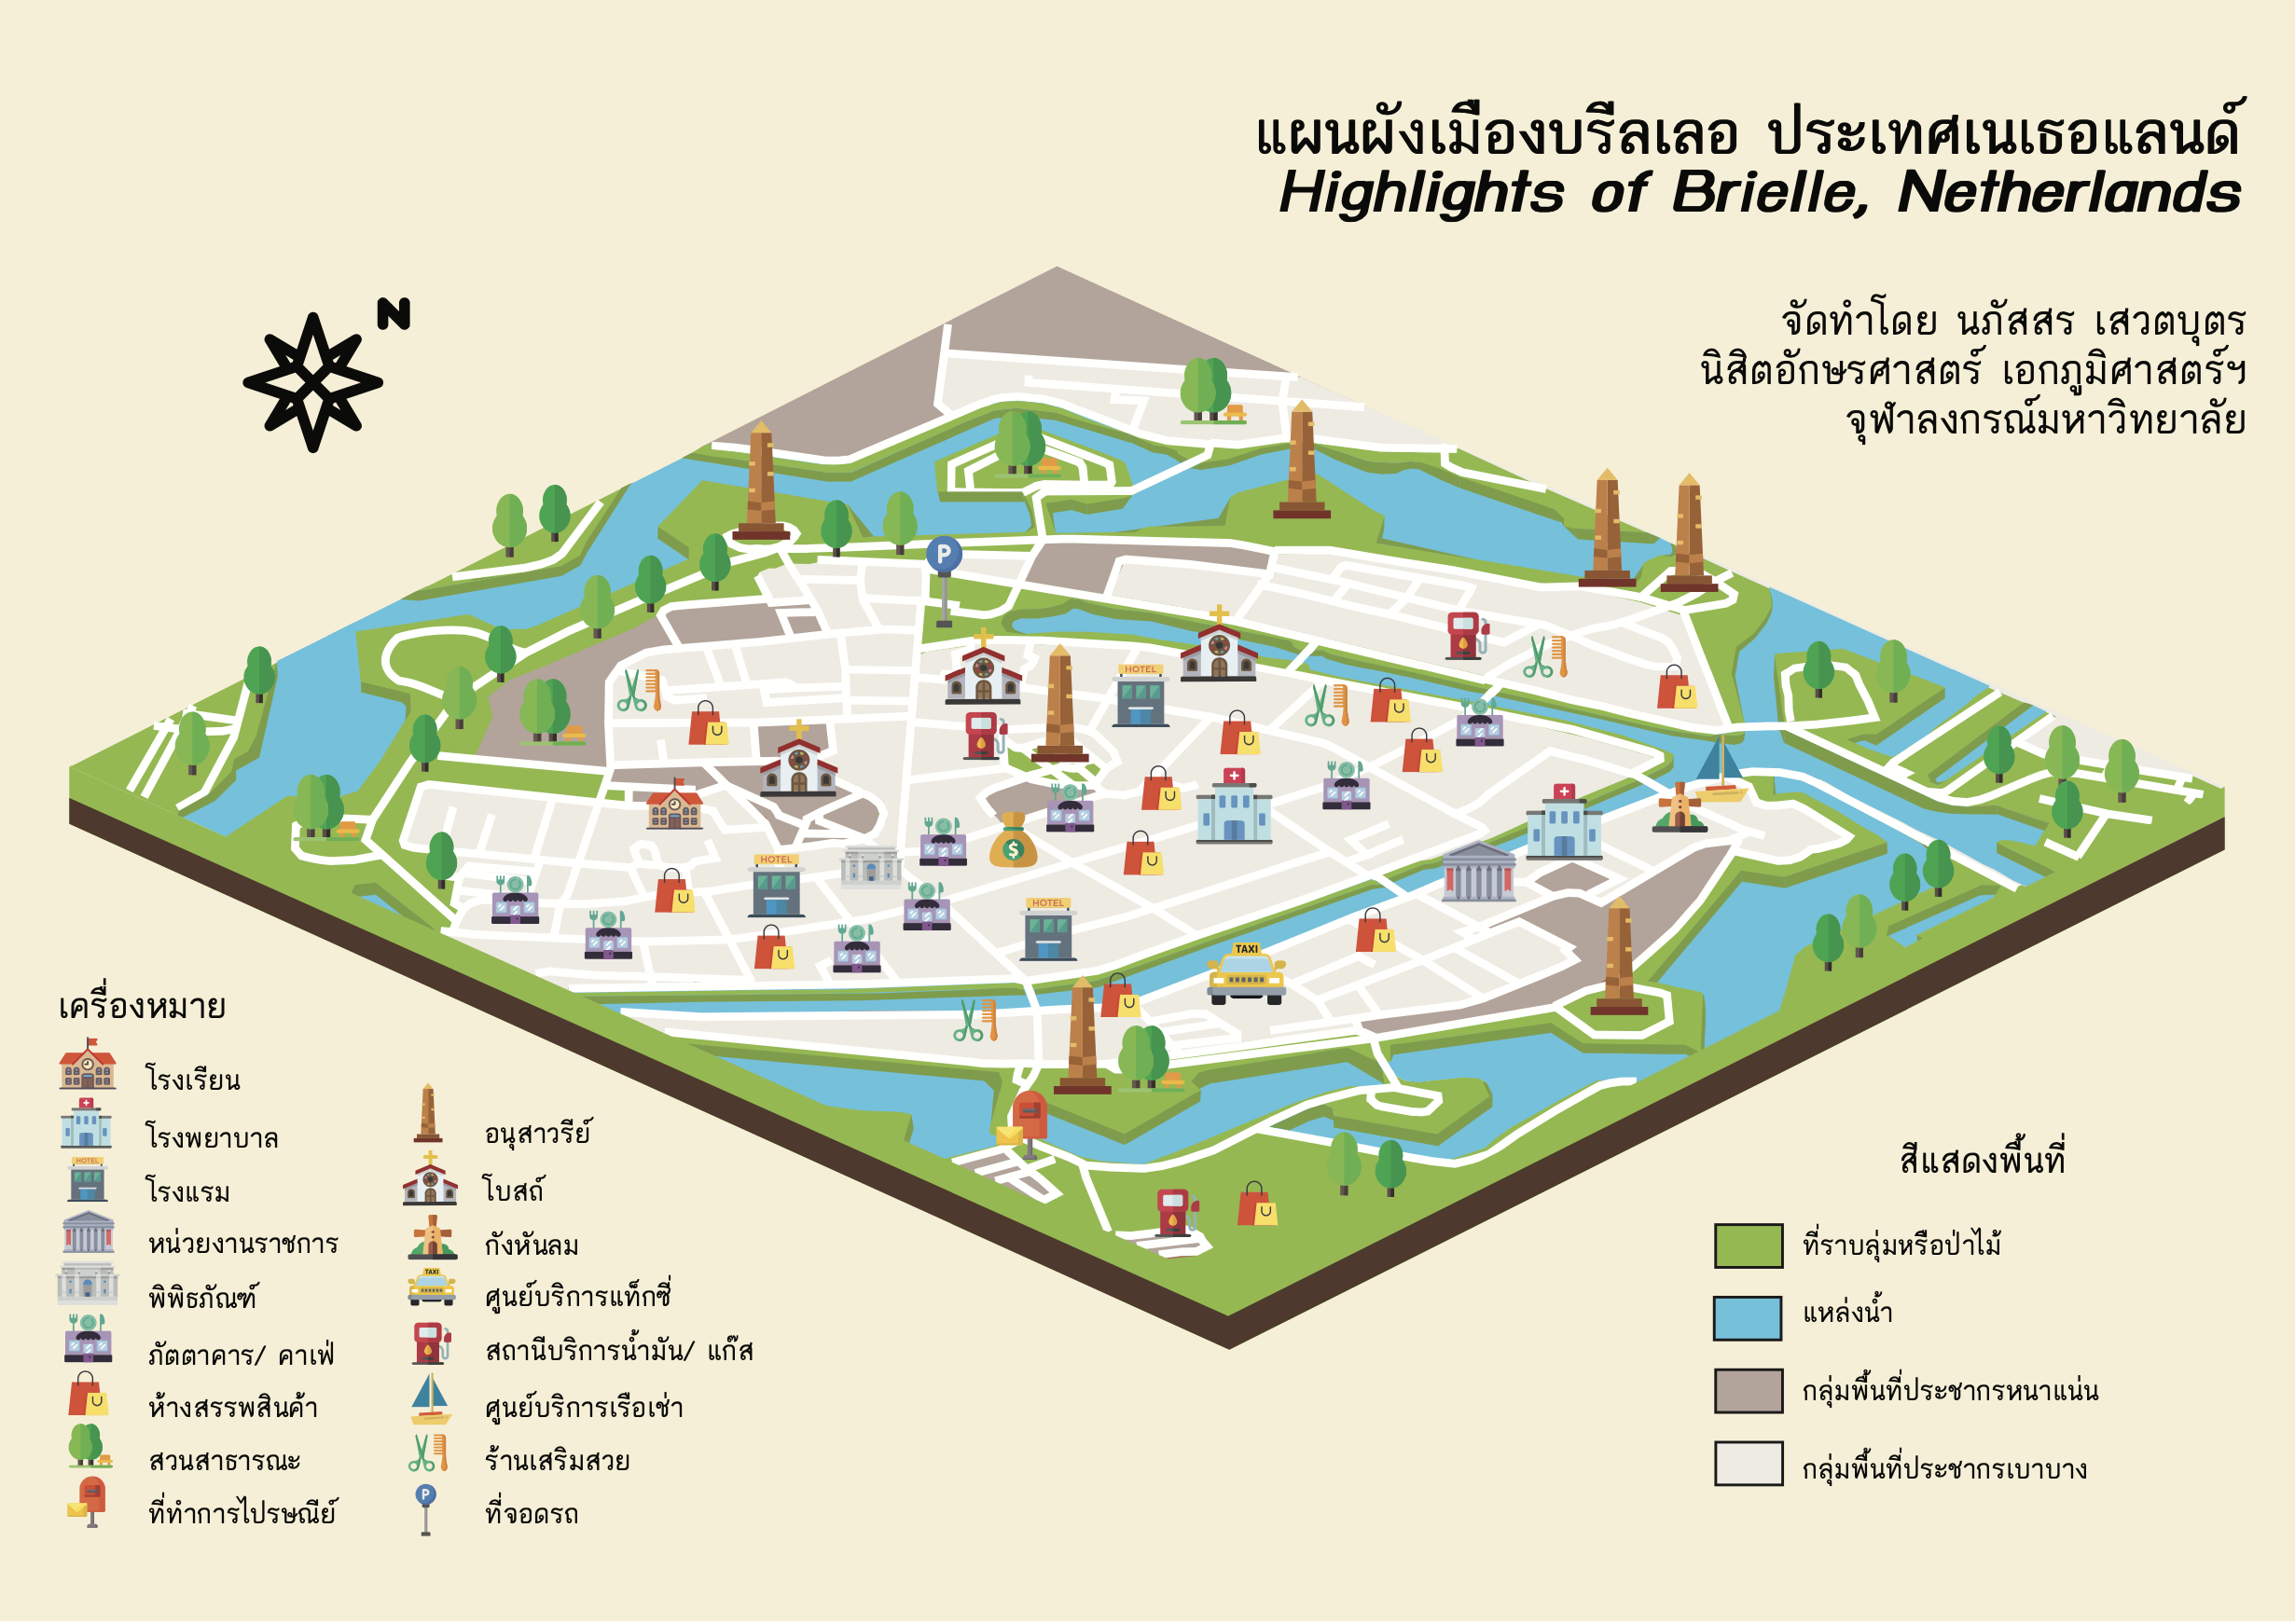 แผนผังเมืองบรีลเลอ ประเทศเนเธอแลนด์
Highlights of Brielle, Netherlands
N
จัดทำโดย นภัสสร เสวตบุตร
นิสิตอักษรศาสตร์ เอกภูมิศาสตร์ฯ
จุฬาลงกรณ์มหาวิทยาลัย
P
HOTEL
HOTEL
HOTEL
TAXI
เครื่องหมาย
โรงเรียน
โรงพยาบาล
HOTEL
โรงแรม
หน่วยงานราชการ
พิพิธภัณฑ์
ภัตตาคาร/ คาเฟ่
ห้างสรรพสินค้า
สวนสาธารณะ
ที่ทำการไปรษณีย์
อนุสาวรีย์
โบสถ์
กังหันลม
TAXI
ศูนย์บริการแท็กซี่
สถานีบริการน้ำมัน/ แก๊ส
ศูนย์บริการเรือเช่า
ร้านเสริมสวย
P
ที่จอดรถ
สีแสดงพื้นที่
ที่ราบลุ่มหรือป่าไม้
แหล่งน้ำ
กลุ่มพื้นที่ประชากรหนาแน่น
กลุ่มพื้นที่ประชากรเบาบาง